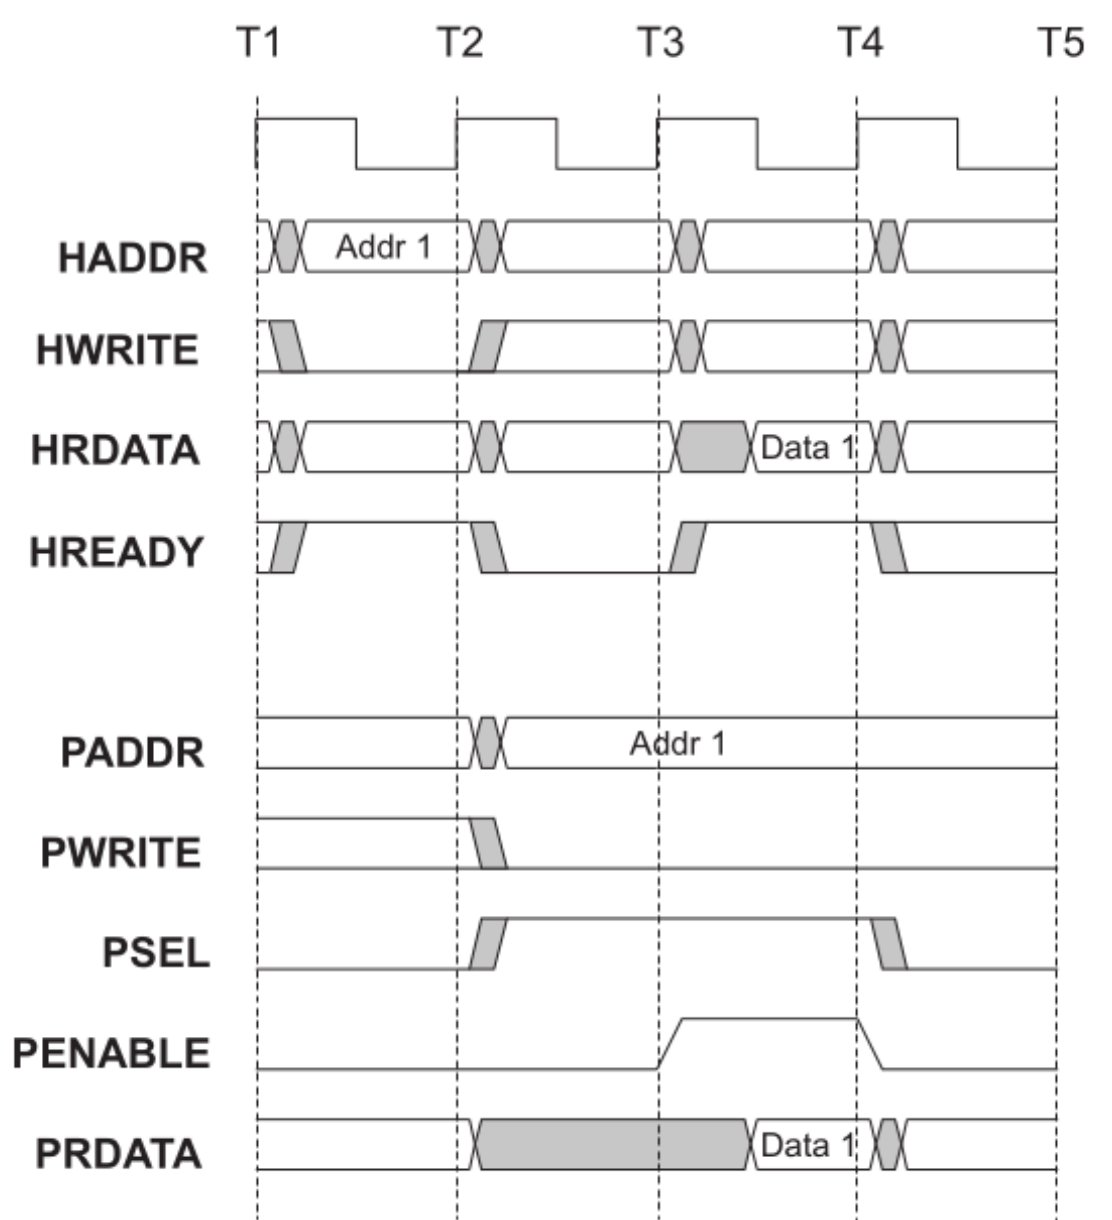 T1 T2 T3 T4 T5
HADDR Addr 1
HWRITE
HRDATA Data 1
HREADY
PADDR Addr 1
PWRITE
PSEL
PENABLE
PRDATA Data 1